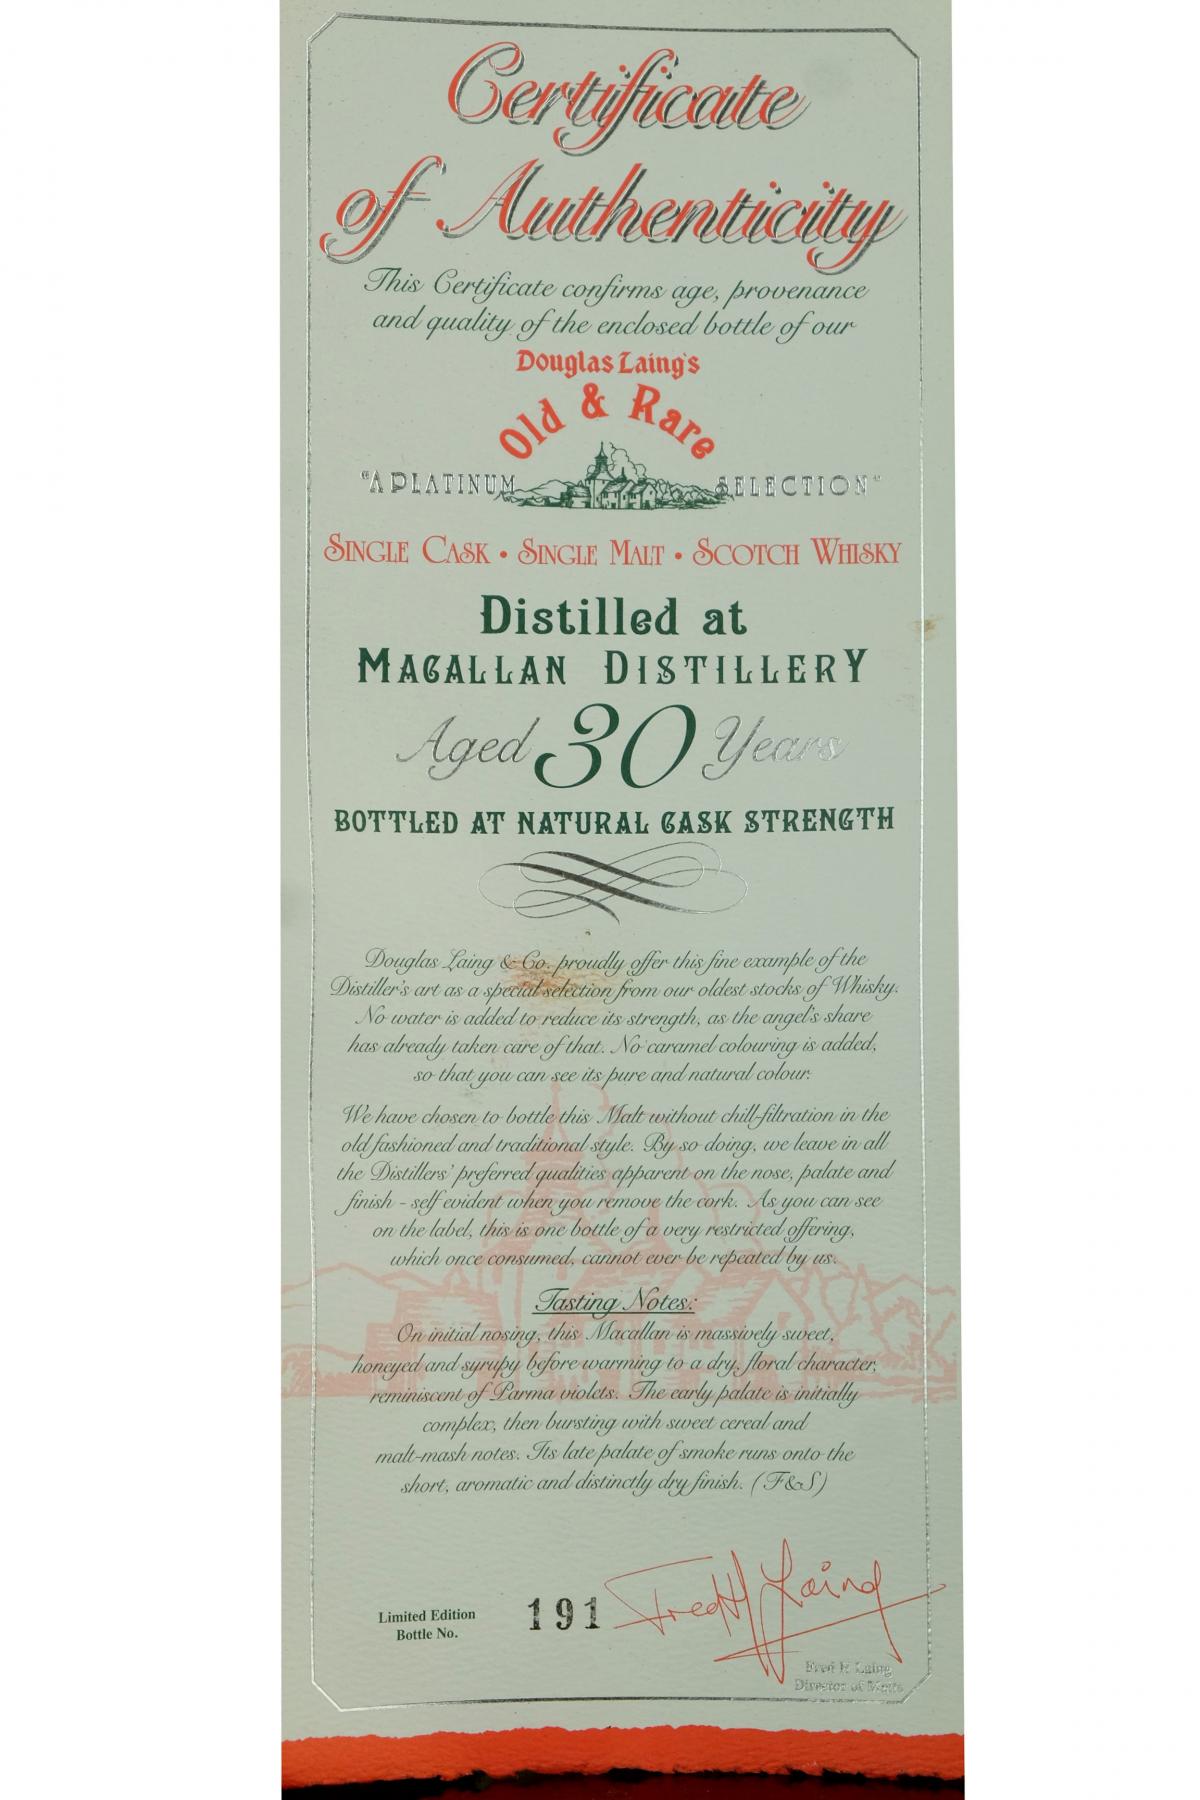 Certificate
of Authenticity
This Certificate confirms age, provenance
and quality of the enclosed bottle of our
Douglas Laing's
Old & Rare
"A PLATINUM SELECTION"
SINGLE CASK • SINGLE MALT • SCOTCH WHISKY
Distilled at
MACALLAN DISTILLERY
Aged 30 Years
BOTTLED AT NATURAL CASK STRENGTH
Douglas Laing & Co. proudly offer this fine example of the
Distiller's art as a special selection from our oldest stocks of Whisky.
No water is added to reduce its strength, as the angel's share
has already taken care of that. No caramel colouring is added,
so that you can see its pure and natural colour.
We have chosen to bottle this Malt without chill-filtration in the
old fashioned and traditional style. By so doing, we leave in all
the Distillers' preferred qualities apparent on the nose, palate and
finish - self evident when you remove the cork. As you can see
on the label, this is one bottle of a very restricted offering,
which once consumed, cannot ever be repeated by us.
Tasting Notes:
On initial nosing, this Macallan is massively sweet,
honeyed and syrupy before warming to a dry, floral character,
reminiscent of Parma violets. The early palate is initially
complex, then bursting with sweet cereal and
malt-mash notes. Its late palate of smoke runs onto the
short, aromatic and distinctly dry finish. (F&S)
Fred H Laing
Limited Edition
Bottle No. 191
Fred H Laing
Director of Malts